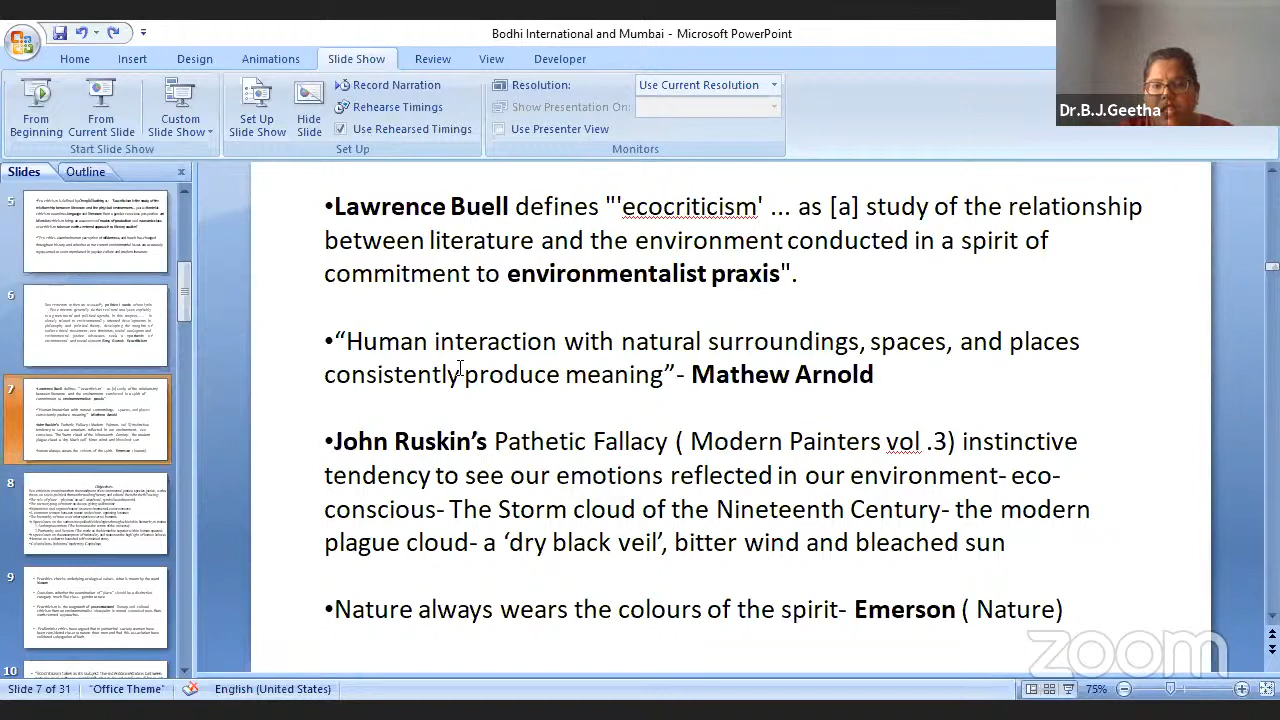 Bodhi International and Mumbai - Microsoft PowerPoint
Home Insert Design Animations Slide Show Review View Developer
From Beginning
From Current Slide
Custom Slide Show
Start Slide Show
Set Up Slide Show
Hide Slide
Record Narration
Rehearse Timings
Use Rehearsed Timings
Set Up
Resolution: Use Current Resolution
Show Presentation On:
Use Presenter View
Monitors
Dr.B.J.Geetha
Slides Outline
5
6
7
8
9
10
•Lawrence Buell defines "'ecocriticism' ... as [a] study of the relationship
between literature and the environment conducted in a spirit of
commitment to environmentalist praxis".
•“Human interaction with natural surroundings, spaces, and places
consistently produce meaning”- Mathew Arnold
•John Ruskin’s Pathetic Fallacy ( Modern Painters vol .3) instinctive
tendency to see our emotions reflected in our environment- eco-
conscious- The Storm cloud of the Nineteenth Century- the modern
plague cloud- a ‘dry black veil’, bitter wind and bleached sun
•Nature always wears the colours of the spirit- Emerson ( Nature)
zoom
Slide 7 of 31 "Office Theme" English (United States) 75%